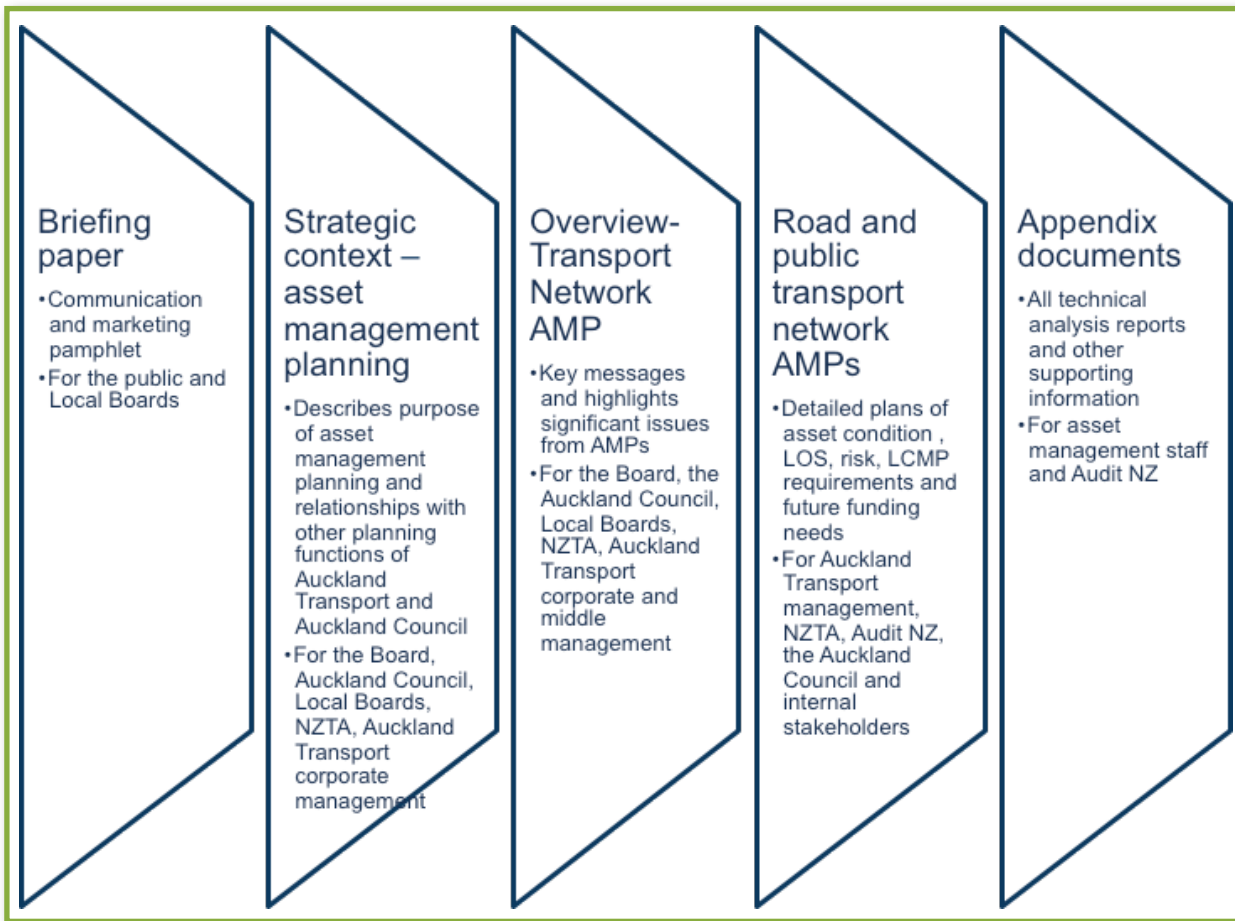 Briefing
paper
•Communication
and marketing
pamphlet
•For the public and
Local Boards
Strategic
context –
asset
management
planning
•Describes purpose
of asset
management
planning and
relationships with
other planning
functions of
Auckland
Transport and
Auckland Council
•For the Board,
Auckland Council,
Local Boards,
NZTA, Auckland
Transport
corporate
management
Overview-
Transport
Network
AMP
•Key messages
and highlights
significant issues
from AMPs
•For the Board, the
Auckland Council,
Local Boards,
NZTA, Auckland
Transport
corporate and
middle
management
Road and
public
transport
network
AMPs
•Detailed plans of
asset condition ,
LOS, risk, LCMP
requirements and
future funding
needs
•For Auckland
Transport
management,
NZTA, Audit NZ,
the Auckland
Council and
internal
stakeholders
Appendix
documents
•All technical
analysis reports
and other
supporting
information
•For asset
management staff
and Audit NZ